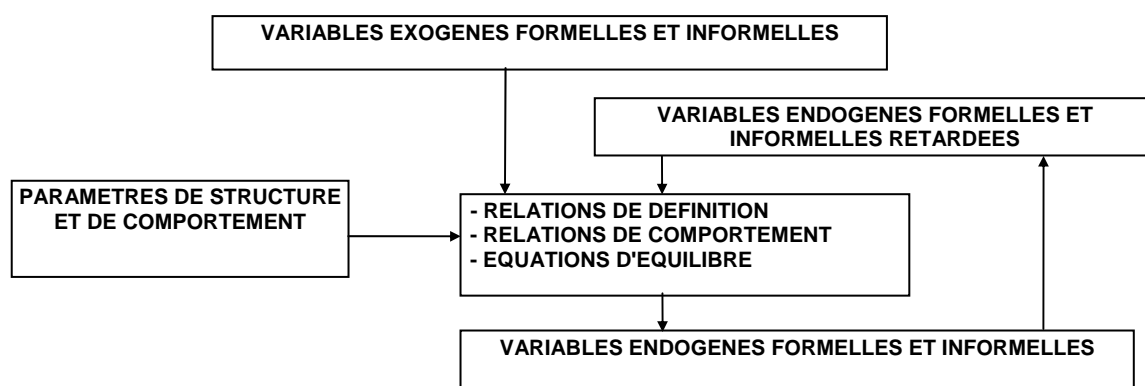 VARIABLES EXOGENES FORMELLES ET INFORMELLES
VARIABLES ENDOGENES FORMELLES ET
INFORMELLES RETARDEES
PARAMETRES DE STRUCTURE
ET DE COMPORTEMENT
- RELATIONS DE DEFINITION
- RELATIONS DE COMPORTEMENT
- EQUATIONS D'EQUILIBRE
VARIABLES ENDOGENES FORMELLES ET INFORMELLES